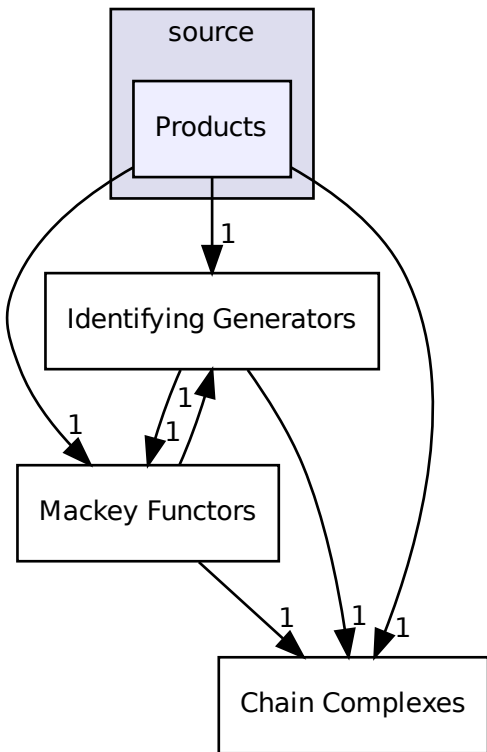 source
Products
1
Identifying Generators
1
1
1
Mackey Functors
1
1
1
Chain Complexes